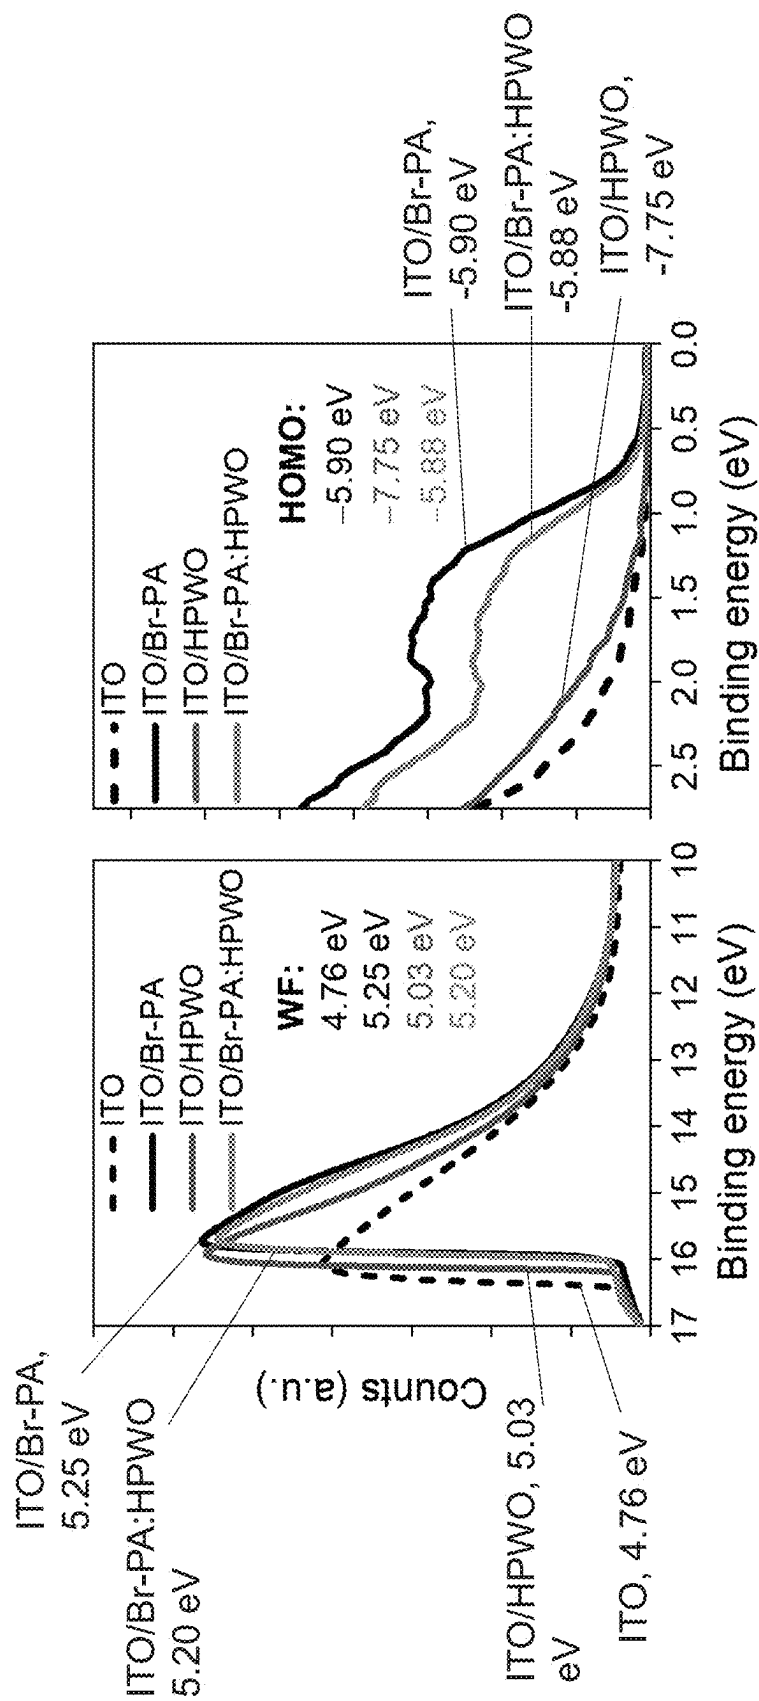 ITO/Br-PA,
5.25 eV
ITO/Br-PA:HPWO
5.20 eV
ITO/HPWO, 5.03
eV
ITO, 4.76 eV
Counts (a.u.)
ITO
ITO/Br-PA
ITO/HPWO
ITO/Br-PA:HPWO
WF:
4.76 eV
5.25 eV
5.03 eV
5.20 eV
17 16 15 14 13 12 11 10
Binding energy (eV)
ITO
ITO/Br-PA
ITO/HPWO
ITO/Br-PA:HPWO
HOMO:
-5.90 eV
-7.75 eV
-5.88 eV
2.5 2.0 1.5 1.0 0.5 0.0
Binding energy (eV)
ITO/Br-PA,
-5.90 eV
ITO/Br-PA:HPWO
-5.88 eV
ITO/HPWO,
-7.75 eV